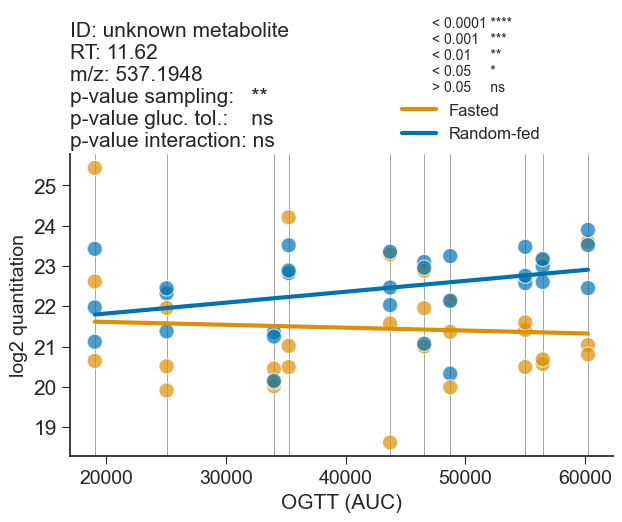 ID: unknown metabolite
RT: 11.62
m/z: 537.1948
p-value sampling: **
p-value gluc. tol.: ns
p-value interaction: ns
< 0.0001 ****
< 0.001 ***
< 0.01 **
< 0.05 *
> 0.05 ns
Fasted
Random-fed
log2 quantitation
25
24
23
22
21
20
19
20000 30000 40000 50000 60000
OGTT (AUC)